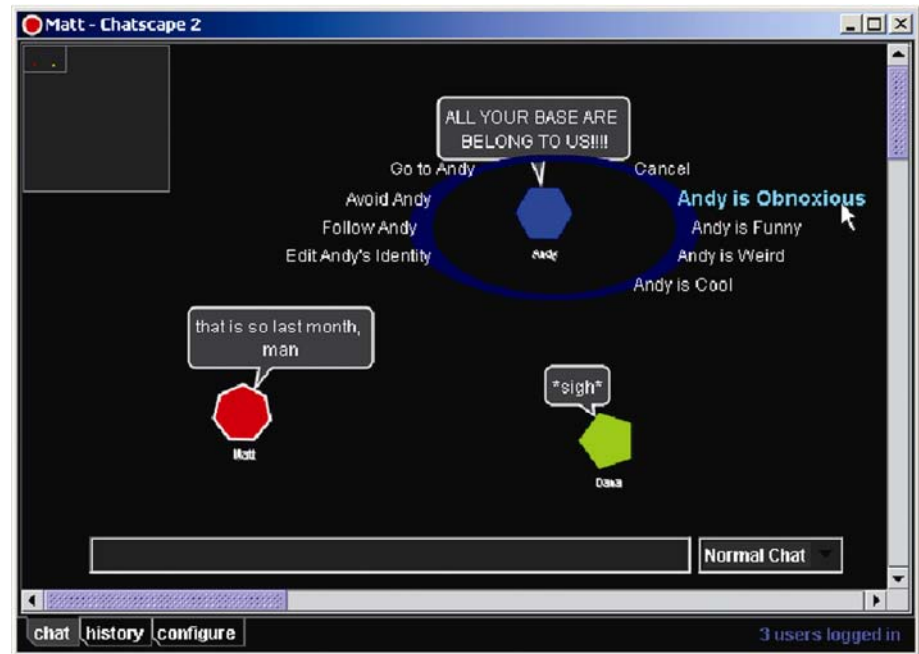 Matt - Chatscape 2
ALL YOUR BASE ARE
BELONG TO US!!!!
Go to Andy
Cancel
Avoid Andy
Andy is Obnoxious
Follow Andy
Andy is Funny
Edit Andy's Identity
Andy is Weird
Andy
Andy is Cool
that is so last month,
man
*sigh*
Matt
Dana
Normal Chat
chat
history
configure
3 users logged in